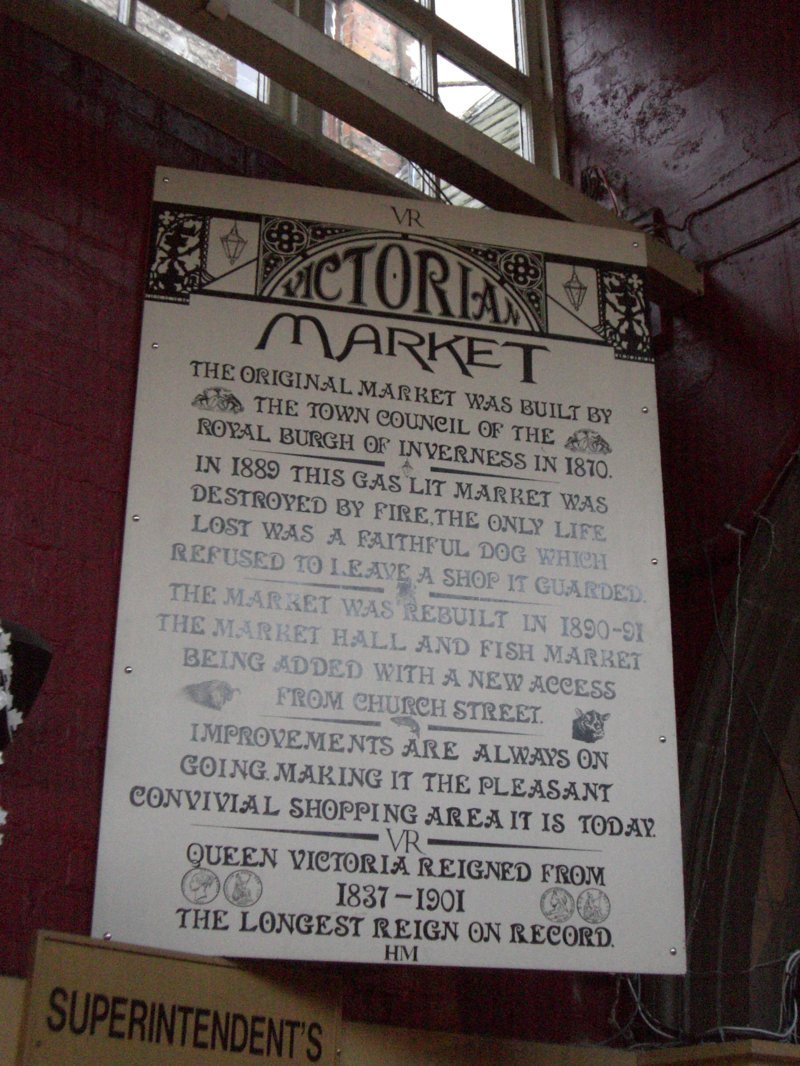 VR
VICTORIAN
MARKET
THE ORIGINAL MARKET WAS BUILT BY
THE TOWN COUNCIL OF THE
ROYAL BURGH OF INVERNESS IN 1870.
IN 1889 THIS GAS LIT MARKET WAS
DESTROYED BY FIRE, THE ONLY LIFE
LOST WAS A FAITHFUL DOG WHICH
REFUSED TO LEAVE A SHOP IT GUARDED.
THE MARKET WAS REBUILT IN 1890-91
THE MARKET HALL AND FISH MARKET
BEING ADDED WITH A NEW ACCESS
FROM CHURCH STREET.
IMPROVEMENTS ARE ALWAYS ON
GOING, MAKING IT THE PLEASANT
CONVIVIAL SHOPPING AREA IT IS TODAY.
VR
QUEEN VICTORIA REIGNED FROM
1837-1901
THE LONGEST REIGN ON RECORD.
HM
SUPERINTENDENT'S